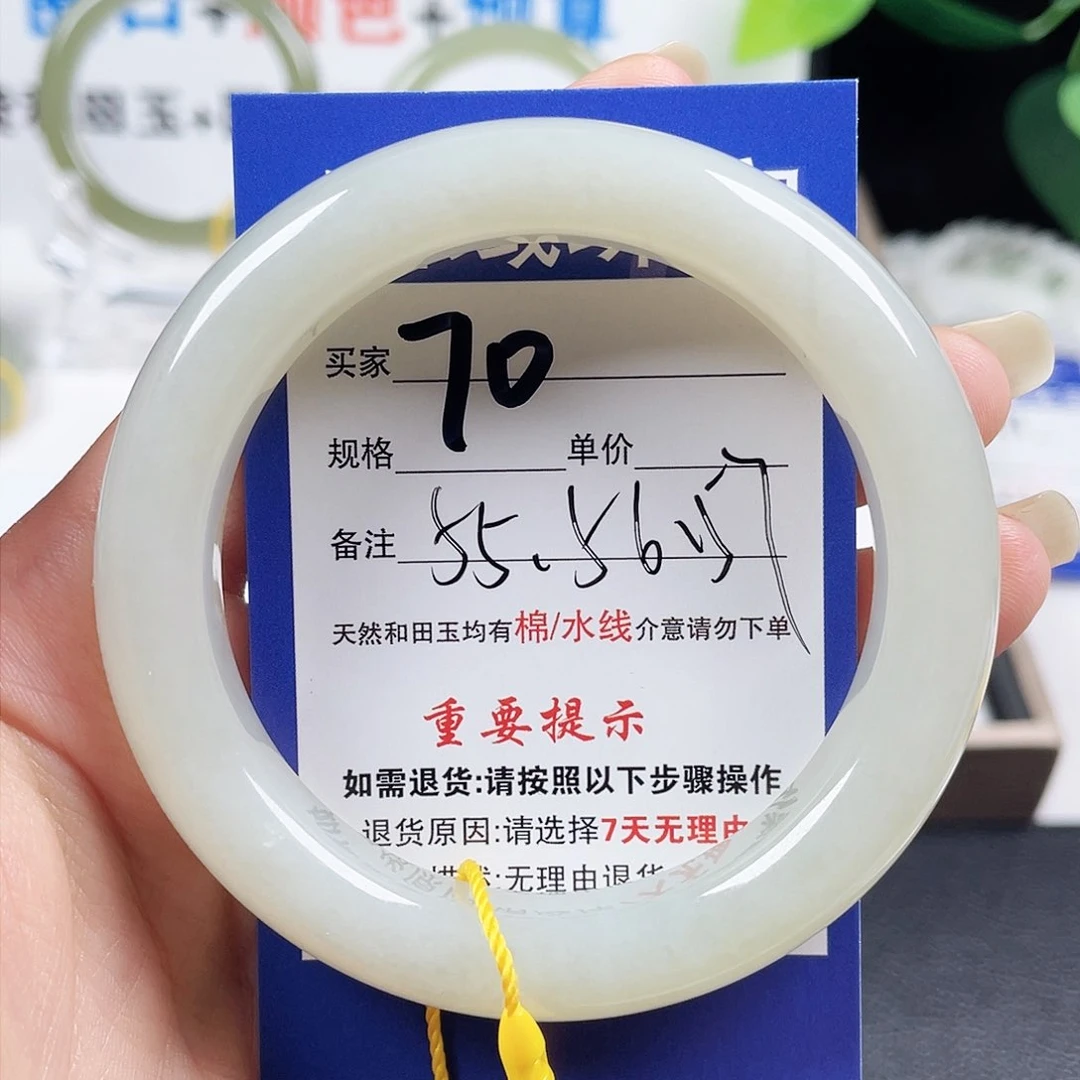 买家 70
规格 单价
备注 55.56以
天然和田玉均有棉/水线介意请勿下单
重要提示
如需退货:请按照以下步骤操作
退货原因:请选择7天无理由
:无理由退货